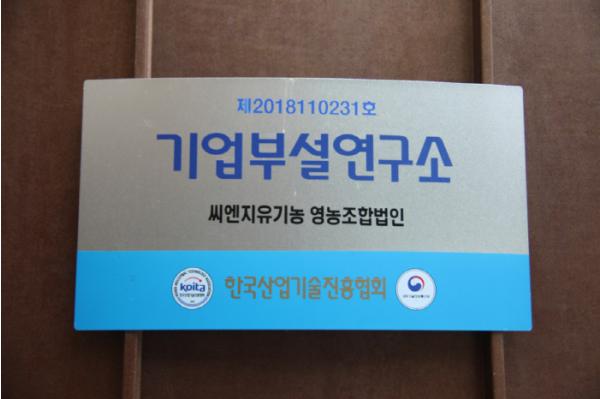 제2018110231호
기업부설연구소
씨엔지유기농 영농조합법인
koita
한국산업기술진흥협회